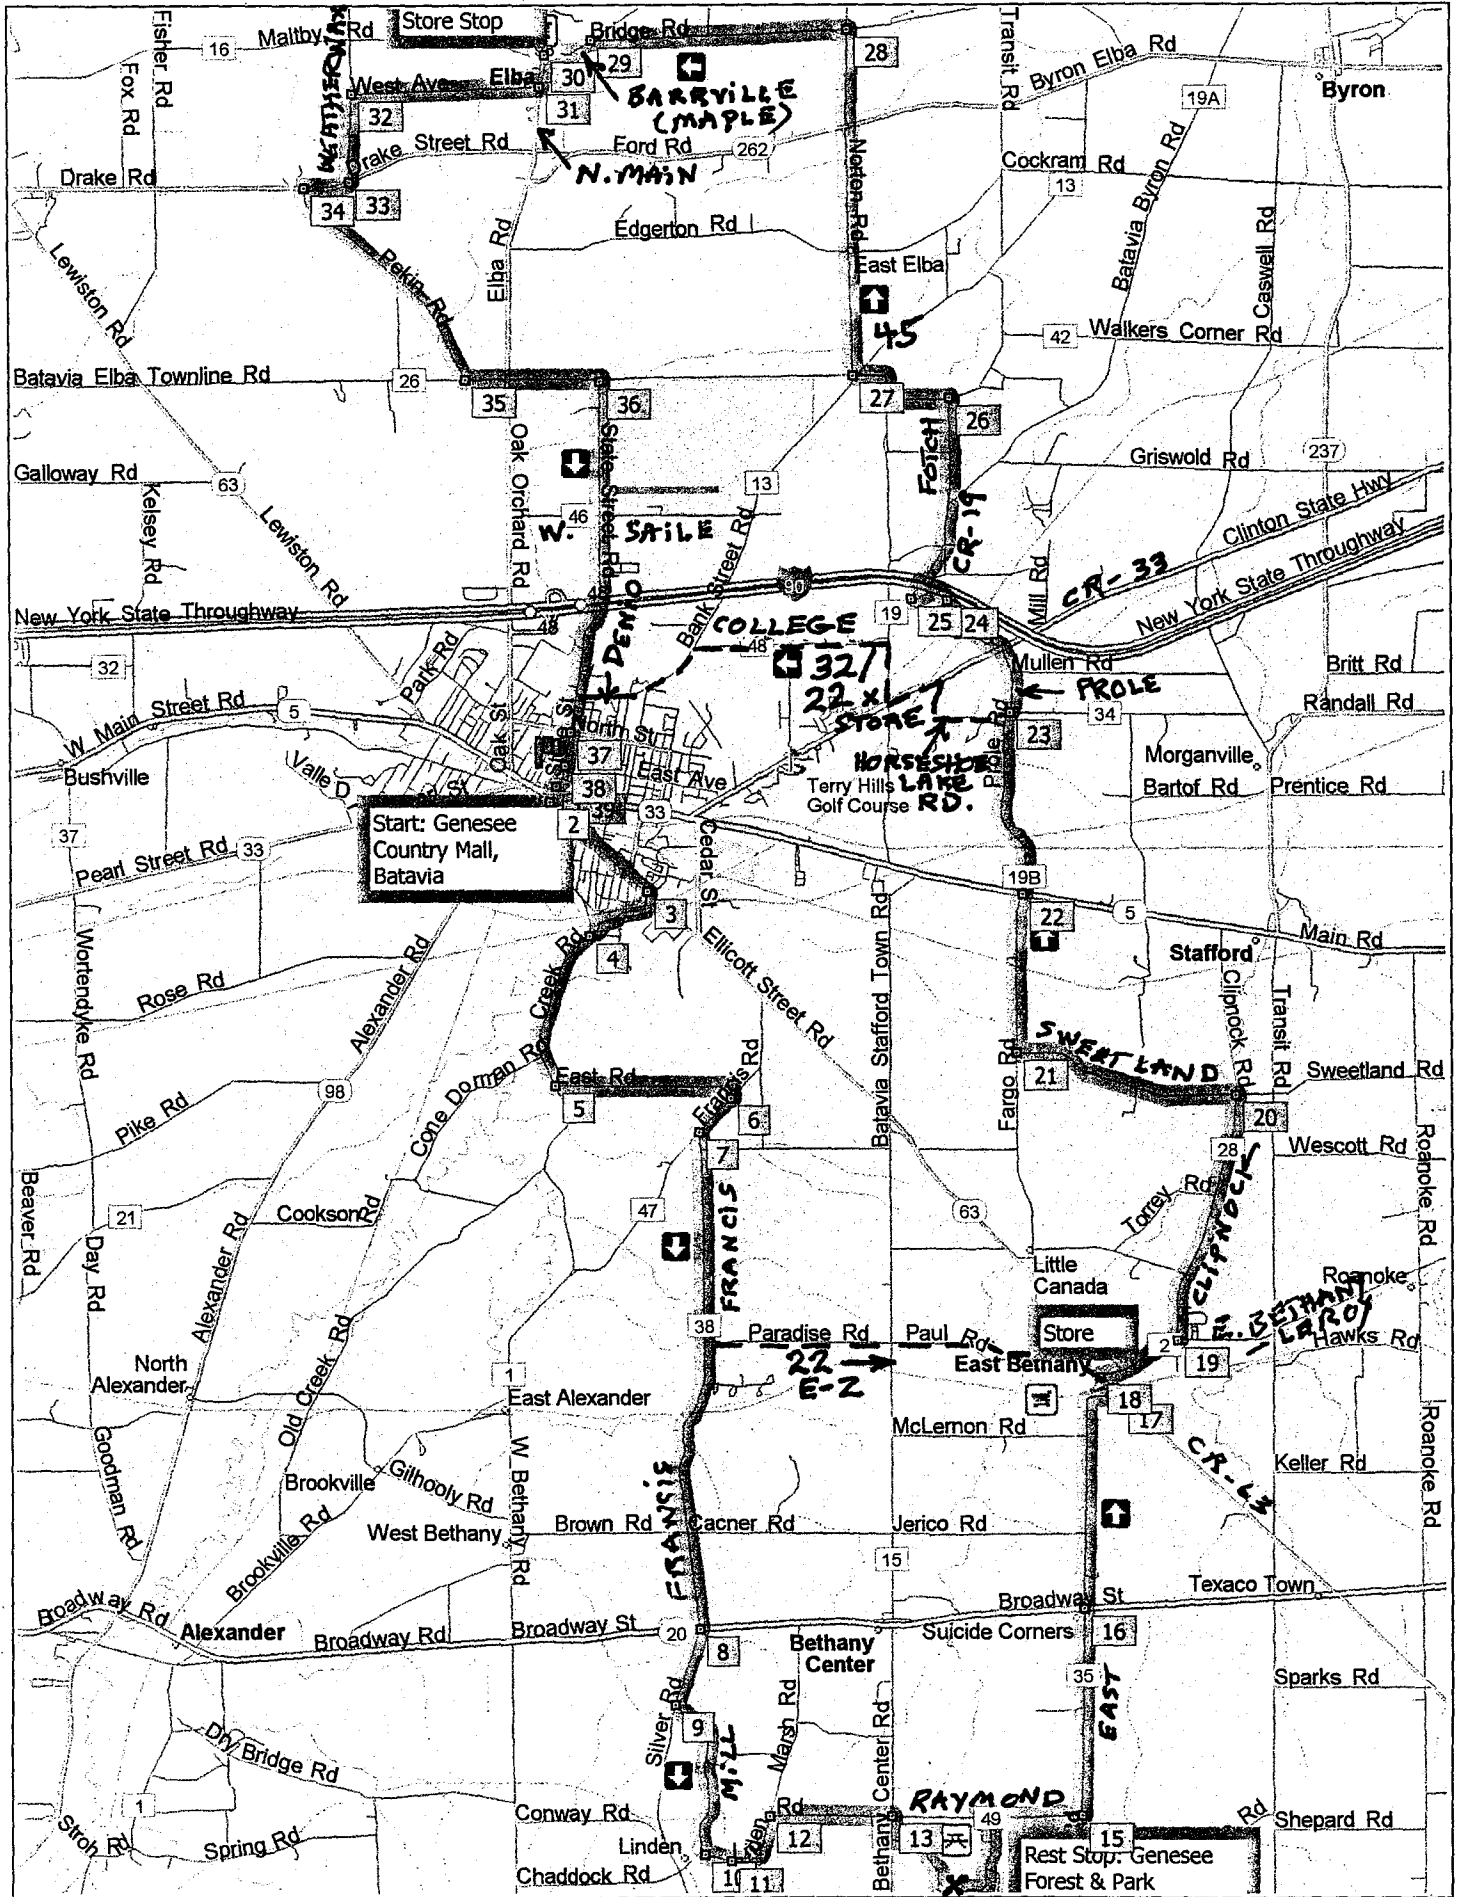 Store Stop
Fisher Rd
Fox Rd
16
Maltby Rd
WEATHERWAX
Bridge Rd
28
29
30
31
32
West Ave
Elba
BARRVILLE
(MAPLE)
Transit Rd
Byron Elba Rd
19A
Byron
Drake Street Rd
Ford Rd
262
N. MAIN
Norton Rd
Cockram Rd
13
Batavia Byron Rd
Caswell Rd
Drake Rd
34
33
Edgerton Rd
East Elba
Elba Rd
Lewiston Rd
Pekin Rd
45
42
Walkers Corner Rd
Batavia Elba Townline Rd
26
35
36
27
26
FOTCH
CR-19
Griswold Rd
237
Galloway Rd
63
Kelsey Rd
Oak Orchard Rd
State Street Rd
13
46
W. SAILE
Bank Street Rd
Lewiston Rd
Clinton State Hwy
New York State Throughway
CR-33
Mill Rd
New York State Throughway
90
48
48
DENIO
COLLEGE
48
19
25
24
32/
22 x
STORE
Mullen Rd
Britt Rd
PROLE
34
Randall Rd
32
Park Rd
W Main Street Rd
5
Bushville
Oak St
North St
37
38
39
East Ave
33
2
HORSESHOE
LAKE
RD.
Terry Hills
Golf Course
Prole Rd
23
Morganville
Bartof Rd
Prentice Rd
Valle D
Start: Genesee
Country Mall,
Batavia
37
Pearl Street Rd
33
Cedar St
19B
22
5
Main Rd
Stafford
3
4
Creek Rd
Ellicott Street Rd
Batavia Stafford Town Rd
Wortendyke Rd
Rose Rd
Alexander Rd
Clipnock Rd
Transit Rd
SWEETLAND
Sweetland Rd
Fargo Rd
21
20
98
Cone Dorman Rd
East Rd
5
Francis Rd
6
7
Pike Rd
28
Wescott Rd
Roanoke Rd
Beaver Rd
21
Cookson Rd
47
FRANCIS
63
Torrey Rd
CLIPNOCK
Little
Canada
Roanoke
Day Rd
Alexander Rd
38
Paradise Rd
Paul Rd
Store
2
E. BETHANY
LEROY
Hawks Rd
19
22
E-Z
East Bethany
North
Alexander
Old Creek Rd
1
East Alexander
18
17
McLernon Rd
Roanoke Rd
CR-63
Keller Rd
Goodman Rd
Brookville
Gilhooly Rd
W Bethany Rd
FRANSIS
West Bethany
Brown Rd
Cacner Rd
Jerico Rd
Brookville Rd
15
Broadway Rd
Alexander
Broadway Rd
Broadway St
20
8
Bethany
Center
Broadway St
Suicide Corners
16
Texaco Town
35
EAST
Sparks Rd
Silver Rd
9
MILL
Marsh Rd
Bethany Center Rd
Dry Bridge Rd
1
Stroh Rd
Spring Rd
Conway Rd
Linden
Chaddock Rd
Rd
12
11
RAYMOND
13
49
15
Rd
Shepard Rd
Rest Stop: Genesee
Forest & Park
X